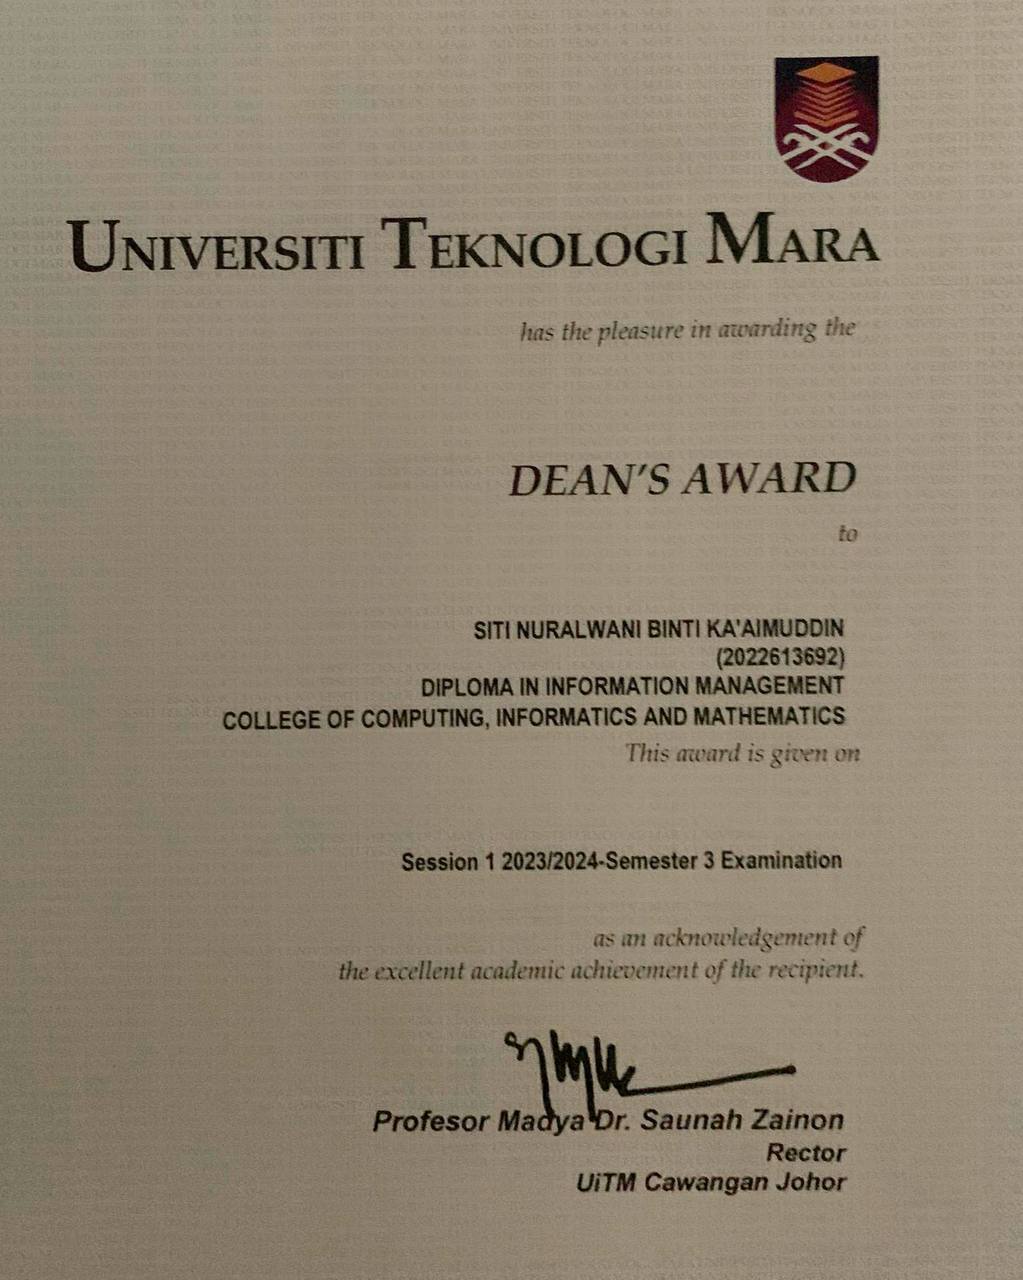 UNIVERSITI TEKNOLOGI MARA
has the pleasure in awarding the
DEAN'S AWARD
to
SITI NURALWANI BINTI KA'AIMUDDIN
(2022613692)
DIPLOMA IN INFORMATION MANAGEMENT
COLLEGE OF COMPUTING, INFORMATICS AND MATHEMATICS
This award is given on
Session 1 2023/2024-Semester 3 Examination
as an acknowledgement of
the excellent academic achievement of the recipient.
Profesor Madya Dr. Saunah Zainon
Rector
UiTM Cawangan Johor